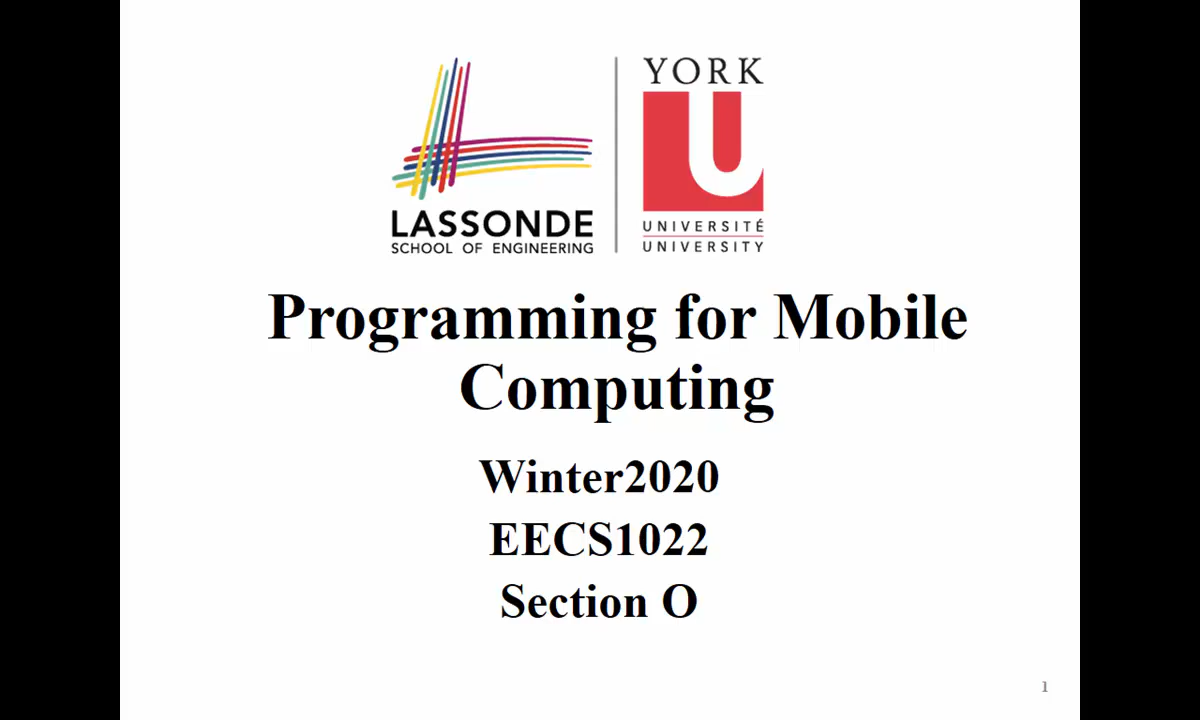 YORK
LASSONDE
SCHOOL OF ENGINEERING
UNIVERSITÉ
UNIVERSITY
Programming for Mobile
Computing
Winter2020
EECS1022
Section O
1